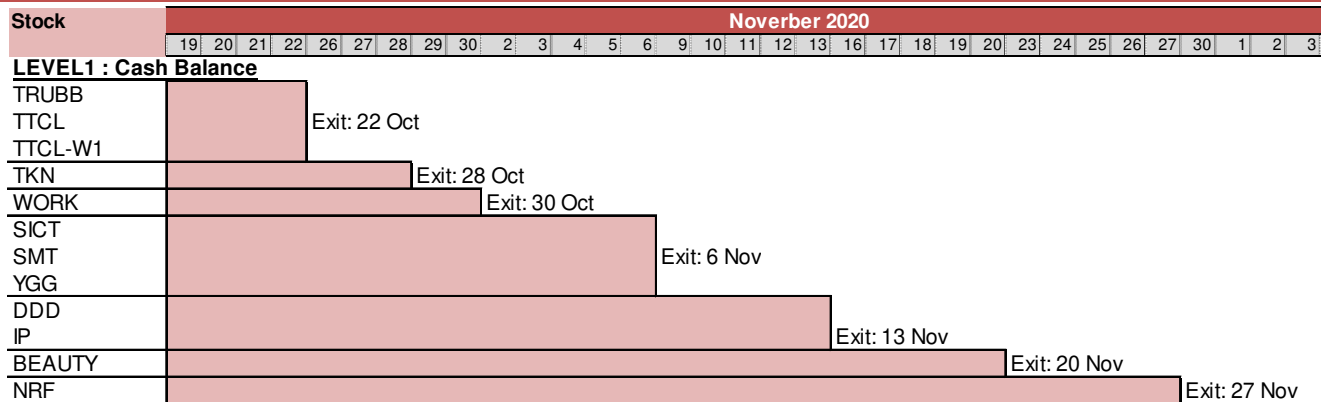 Stock Noverber 2020
19 20 21 22 26 27 28 29 30 2 3 4 5 6 9 10 11 12 13 16 17 18 19 20 23 24 25 26 27 30 1 2 3
LEVEL1 : Cash Balance
TRUBB
TTCL Exit: 22 Oct
TTCL-W1
TKN Exit: 28 Oct
WORK Exit: 30 Oct
SICT
SMT Exit: 6 Nov
YGG
DDD
IP Exit: 13 Nov
BEAUTY Exit: 20 Nov
NRF Exit: 27 Nov